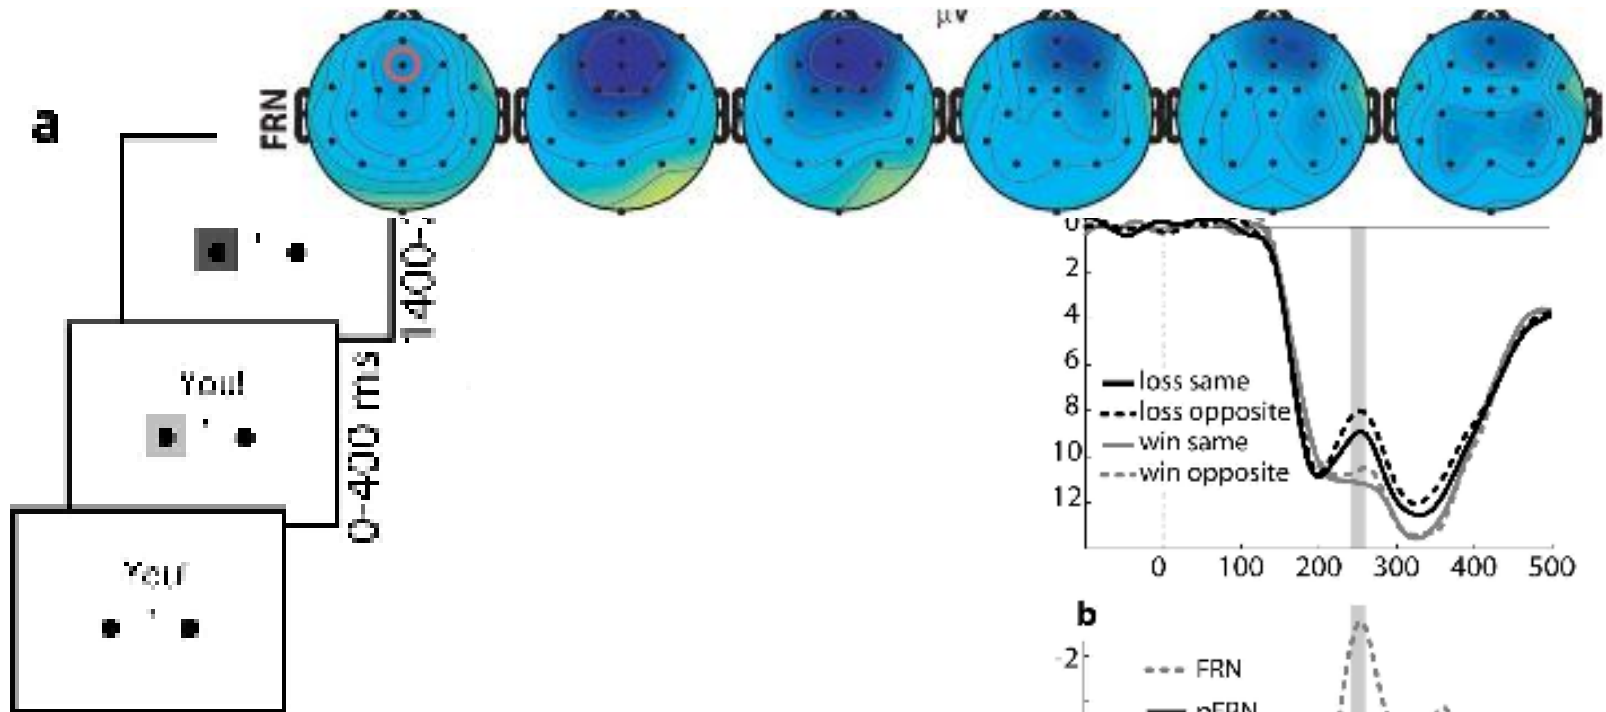 μV
FRN
a
1400-
You!
0-400 ms
You!
0
2
4
6
8
10
12
loss same
loss opposite
win same
win opposite
0 100 200 300 400 500
b
-2
FRN
pFRN